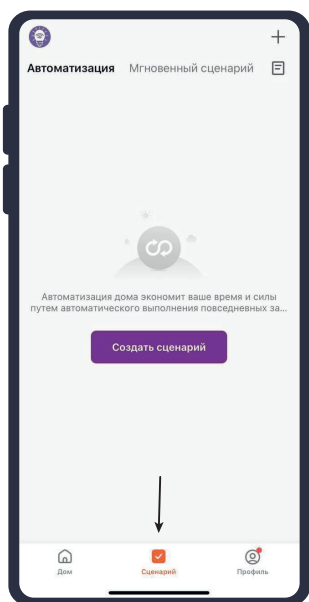 Автоматизация Мгновенный сценарий
Автоматизация дома экономит ваше время и силы
путем автоматического выполнения повседневных за...
Создать сценарий
Дом Сценарий Профиль